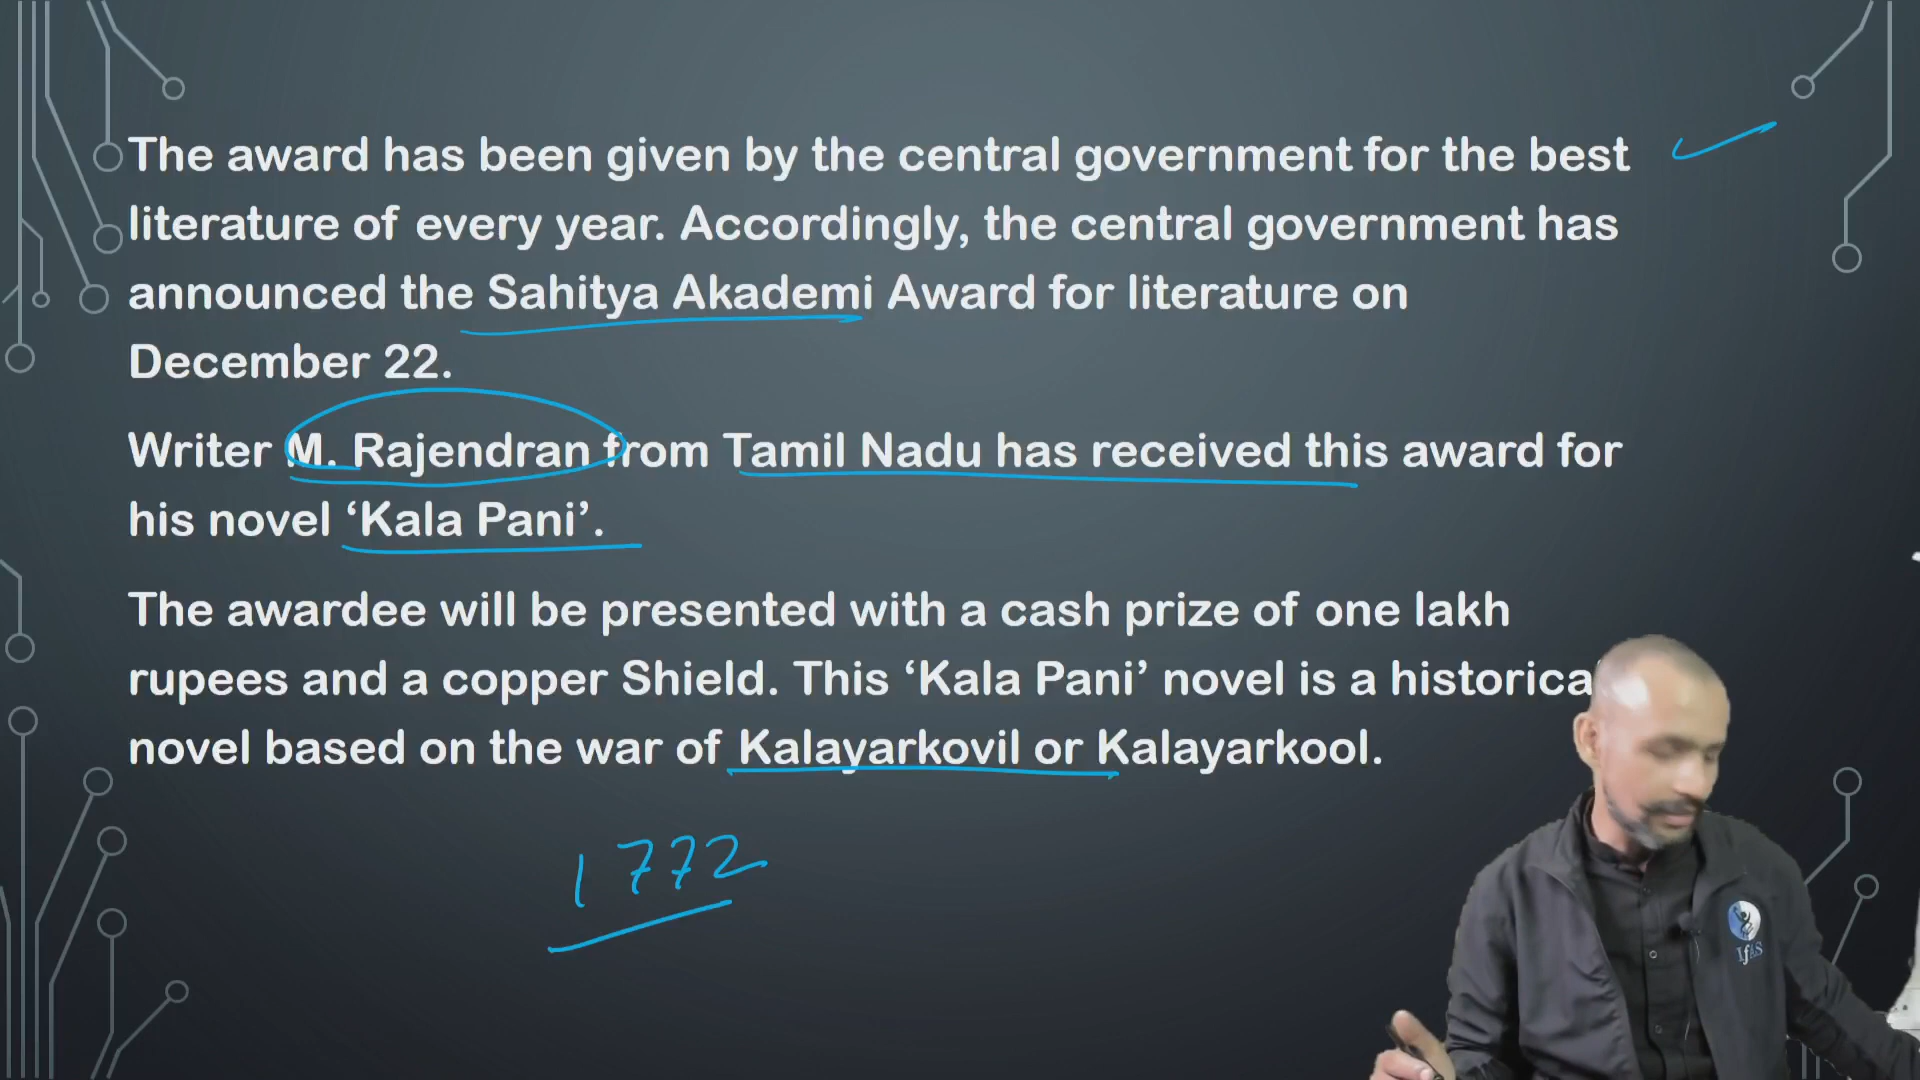 The award has been given by the central government for the best
literature of every year. Accordingly, the central government has
announced the Sahitya Akademi Award for literature on
December 22.
Writer M. Rajendran from Tamil Nadu has received this award for
his novel ‘Kala Pani’.
The awardee will be presented with a cash prize of one lakh
rupees and a copper Shield. This ‘Kala Pani’ novel is a historica
novel based on the war of Kalayarkovil or Kalayarkool.
1772
IfAS